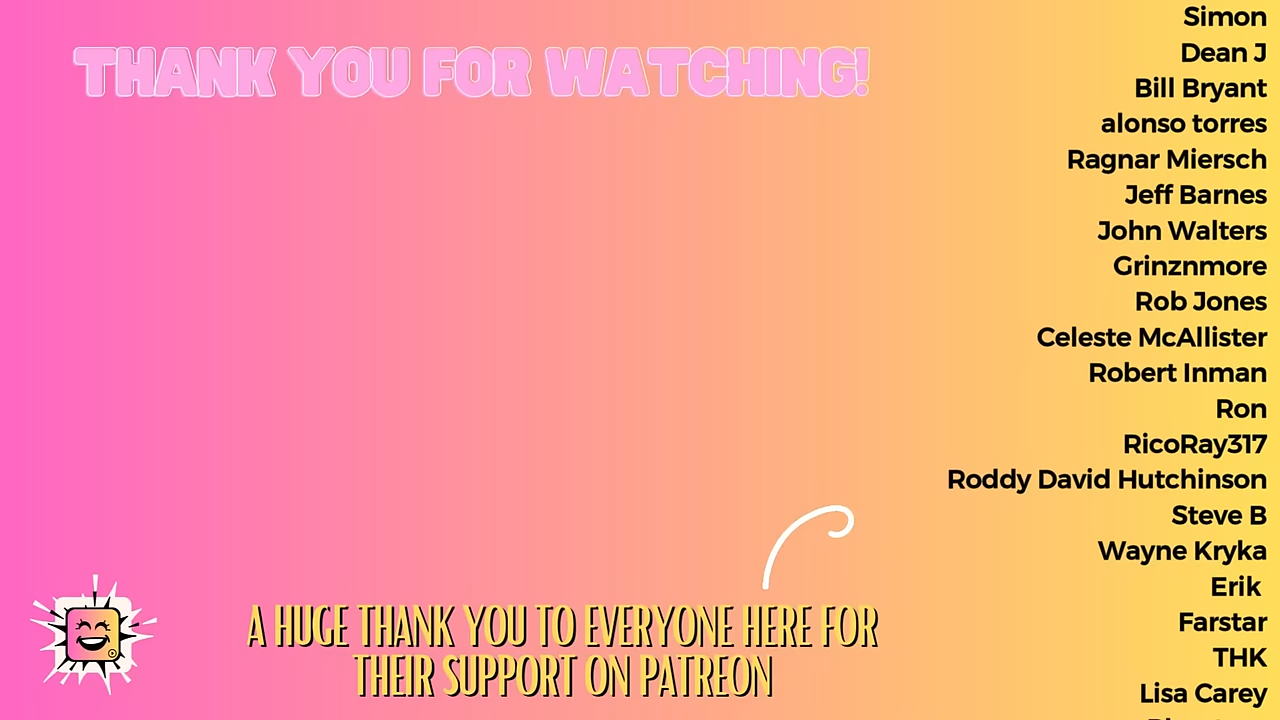 THANK YOU FOR WATCHING!
Simon
Dean J
Bill Bryant
alonso torres
Ragnar Miersch
Jeff Barnes
John Walters
Grinznmore
Rob Jones
Celeste McAllister
Robert Inman
Ron
RicoRay317
Roddy David Hutchinson
Steve B
Wayne Kryka
Erik
Farstar
THK
Lisa Carey
A HUGE THANK YOU TO EVERYONE HERE FOR
THEIR SUPPORT ON PATREON